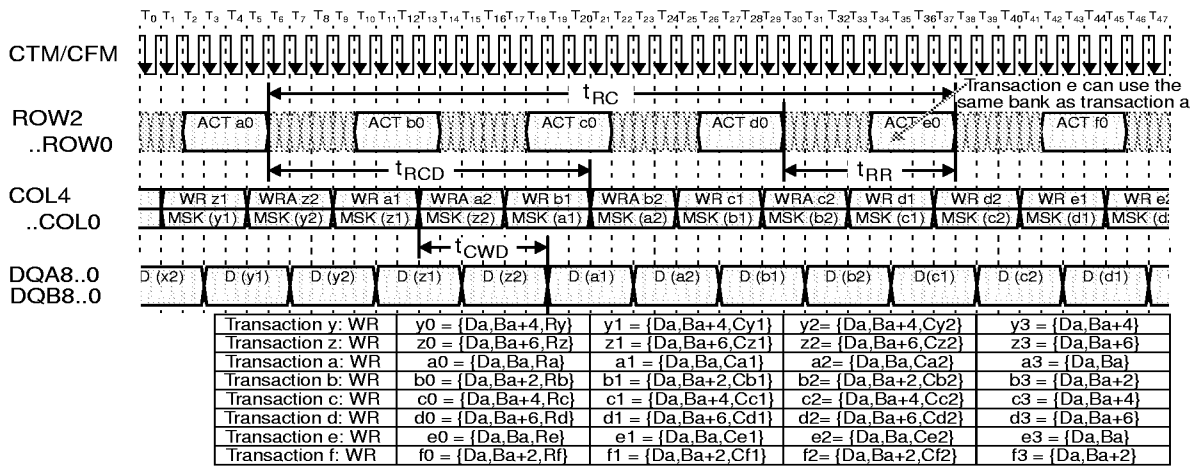 T0 T1 T2 T3 T4 T5 T6 T7 T8 T9 T10 T11 T12 T13 T14 T15 T16 T17 T18 T19 T20 T21 T22 T23 T24 T25 T26 T27 T28 T29 T30 T31 T32 T33 T34 T35 T36 T37 T38 T39 T40 T41 T42 T43 T44 T45 T46 T47
CTM/CFM
tRC
Transaction e can use the
same bank as transaction a
ROW2
..ROW0
ACT a0 ACT b0 ACT c0 ACT d0 ACT e0 ACT f0
tRCD tRR
COL4
..COL0
WR z1 WRA z2 WR a1 WRA a2 WR b1 WRA b2 WR c1 WRA c2 WR d1 WR d2 WR e1 WR e2
MSK (y1) MSK (y2) MSK (z1) MSK (z2) MSK (a1) MSK (a2) MSK (b1) MSK (b2) MSK (c1) MSK (c2) MSK (d1) MSK (d
tCWD
DQA8..0
DQB8..0
D (x2) D (y1) D (y2) D (z1) D (z2) D (a1) D (a2) D (b1) D (b2) D(c1) D (c2) D (d1)
Transaction y: WR y0 = {Da,Ba+4,Ry} y1 = {Da,Ba+4,Cy1} y2= {Da,Ba+4,Cy2} y3 = {Da,Ba+4}
Transaction z: WR z0 = {Da,Ba+6,Rz} z1 = {Da,Ba+6,Cz1} z2= {Da,Ba+6,Cz2} z3 = {Da,Ba+6}
Transaction a: WR a0 = {Da,Ba,Ra} a1 = {Da,Ba,Ca1} a2= {Da,Ba,Ca2} a3 = {Da,Ba}
Transaction b: WR b0 = {Da,Ba+2,Rb} b1 = {Da,Ba+2,Cb1} b2= {Da,Ba+2,Cb2} b3 = {Da,Ba+2}
Transaction c: WR c0 = {Da,Ba+4,Rc} c1 = {Da,Ba+4,Cc1} c2= {Da,Ba+4,Cc2} c3 = {Da,Ba+4}
Transaction d: WR d0 = {Da,Ba+6,Rd} d1 = {Da,Ba+6,Cd1} d2= {Da,Ba+6,Cd2} d3 = {Da,Ba+6}
Transaction e: WR e0 = {Da,Ba,Re} e1 = {Da,Ba,Ce1} e2= {Da,Ba,Ce2} e3 = {Da,Ba}
Transaction f: WR f0 = {Da,Ba+2,Rf} f1 = {Da,Ba+2,Cf1} f2= {Da,Ba+2,Cf2} f3 = {Da,Ba+2}